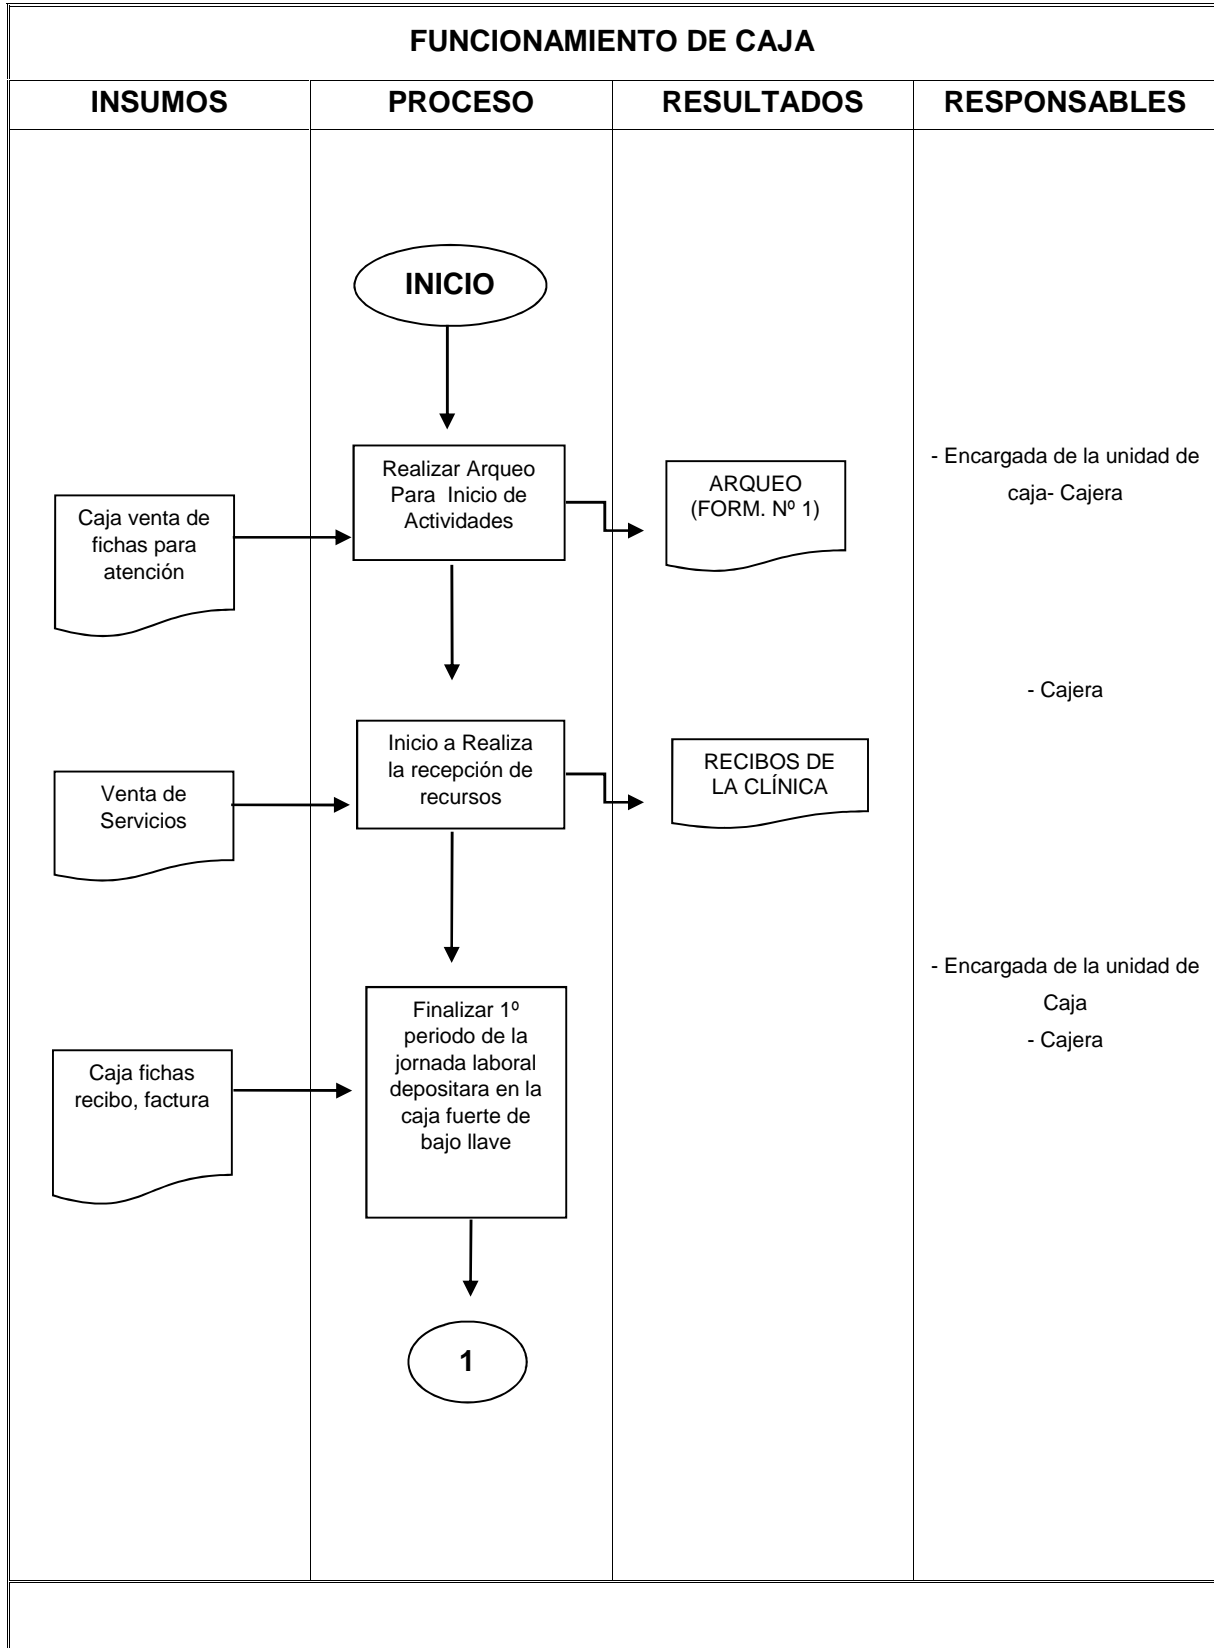 FUNCIONAMIENTO DE CAJA
INSUMOS
PROCESO
RESULTADOS
RESPONSABLES
INICIO
Realizar Arqueo
Para Inicio de
Actividades
ARQUEO
(FORM. Nº 1)
- Encargada de la unidad de
caja- Cajera
Caja venta de
fichas para
atención
- Cajera
Inicio a Realiza
la recepción de
recursos
RECIBOS DE
LA CLÍNICA
Venta de
Servicios
- Encargada de la unidad de
Caja
- Cajera
Finalizar 1º
periodo de la
jornada laboral
depositara en la
caja fuerte de
bajo llave
Caja fichas
recibo, factura
1